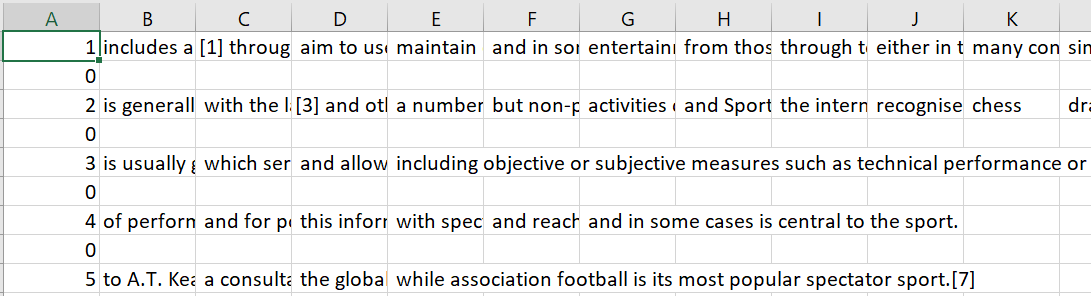 A B C D E F G H I J K
1 includes a [1] throug aim to use maintain and in sor entertain from thos through t either in t many con sin
0
2 is generall with the l [3] and otl a number but non-p activities and Sport the intern recognise chess dra
0
3 is usually which ser and allow including objective or subjective measures such as technical performance or
0
4 of perform and for p this inforr with spec and reach and in some cases is central to the sport.
0
5 to A.T. Kea a consulta the global while association football is its most popular spectator sport.[7]